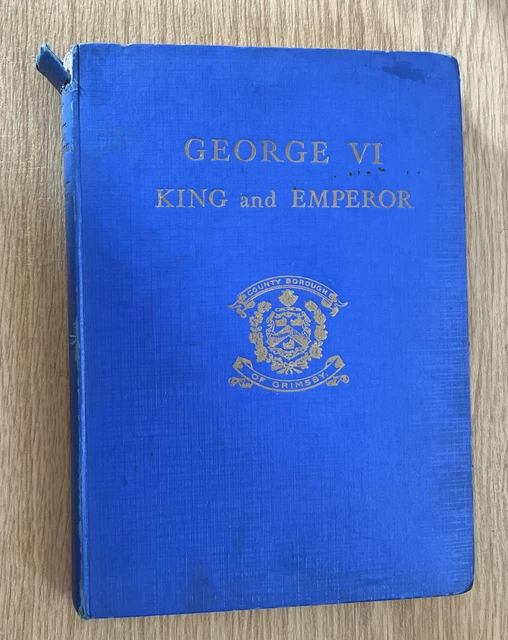 GEORGE VI
KING and EMPEROR
COUNTY BOROUGH
OF GRIMSBY.